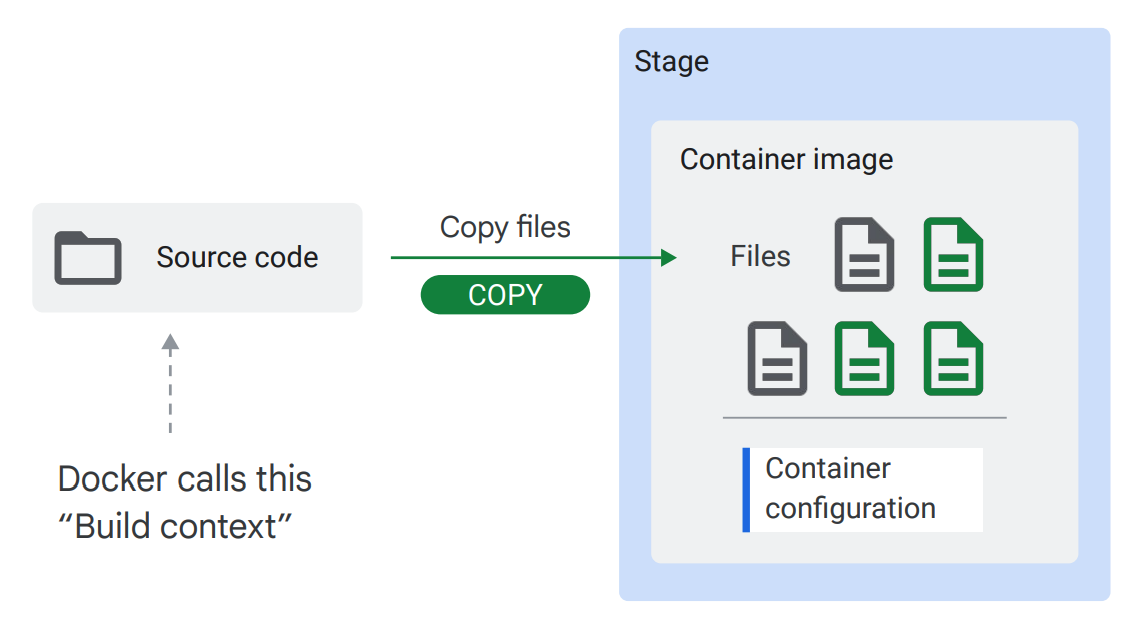 Stage
Container image
Source code
Copy files
COPY
Files
Docker calls this
“Build context”
Container
configuration